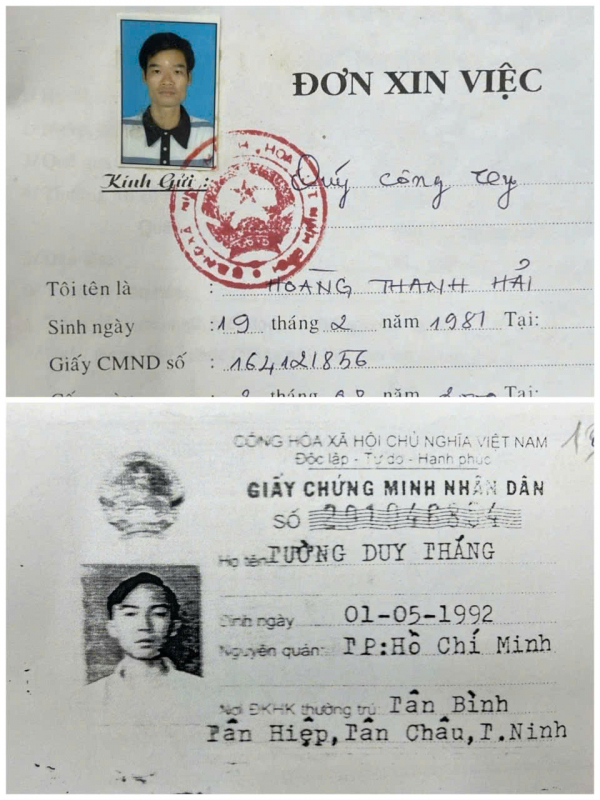 ĐƠN XIN VIỆC
Kính Gửi : Quý công ty
Tôi tên là : HOÀNG THANH HẢI
Sinh ngày : 19 tháng 2 năm 1981 Tại:
Giấy CMND số : 164121856
tháng năm Tại:
CỘNG HÒA XÃ HỘI CHỦ NGHĨA VIỆT NAM
Độc lập - Tự do - Hạnh phúc
GIẤY CHỨNG MINH NHÂN DÂN
SỐ
Họ tên TƯỜNG DUY THẮNG
Sinh ngày 01-05-1992
Nguyên quán: TP:Hồ Chí Minh
Nơi ĐKHK thường trú Tân Bình
Tân Hiệp,Tân Châu,T.Ninh